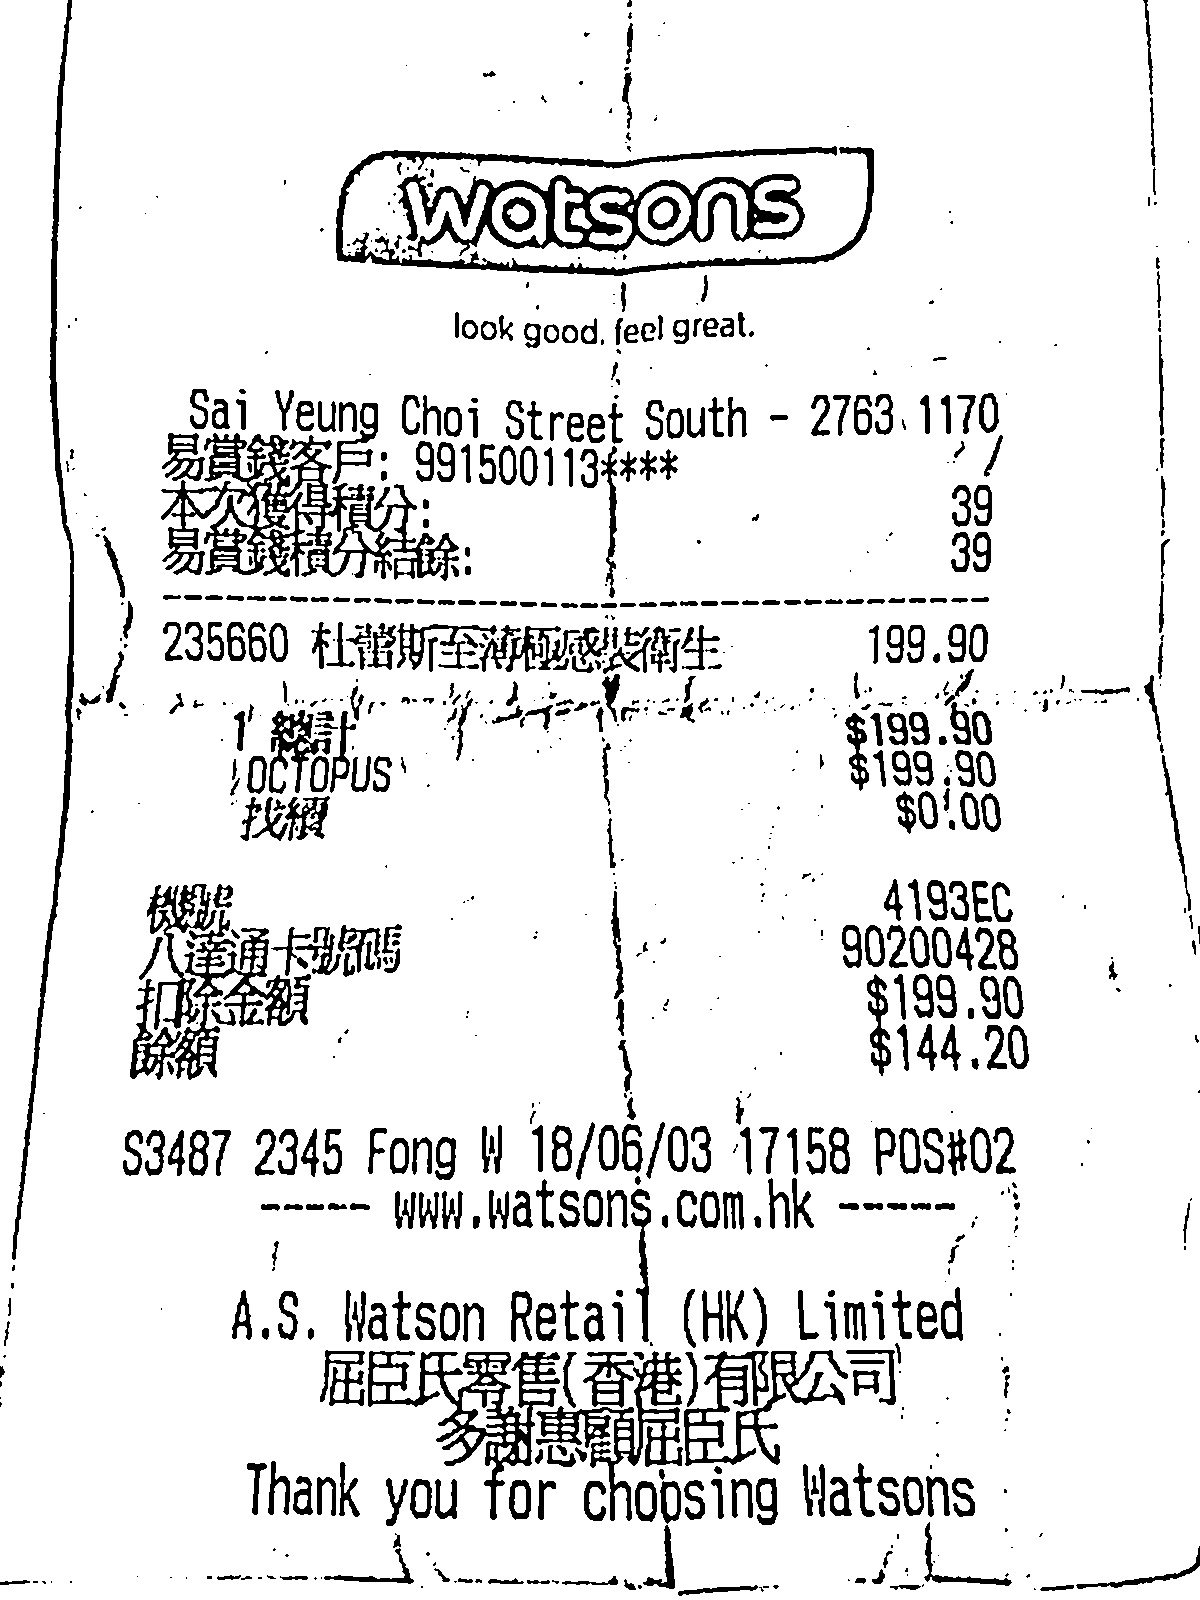 watsons
look good. feel great.
Sai Yeung Choi Street South - 2763 1170
易賞錢客戶: 991500113****
本次獲得積分: 39
易賞錢積分結餘: 39
235660 杜蕾斯至薄極感裝衛生 199.90
1 總計 $199.90
OCTOPUS $199.90
找續 $0.00
機號 4193EC
八達通卡號碼 90200428
扣除金額 $199.90
餘額 $144.20
S3487 2345 Fong W 18/06/03 17158 POS#02
----- www.watsons.com.hk -----
A.S. Watson Retail (HK) Limited
屈臣氏零售(香港)有限公司
多謝惠顧屈臣氏
Thank you for choosing Watsons